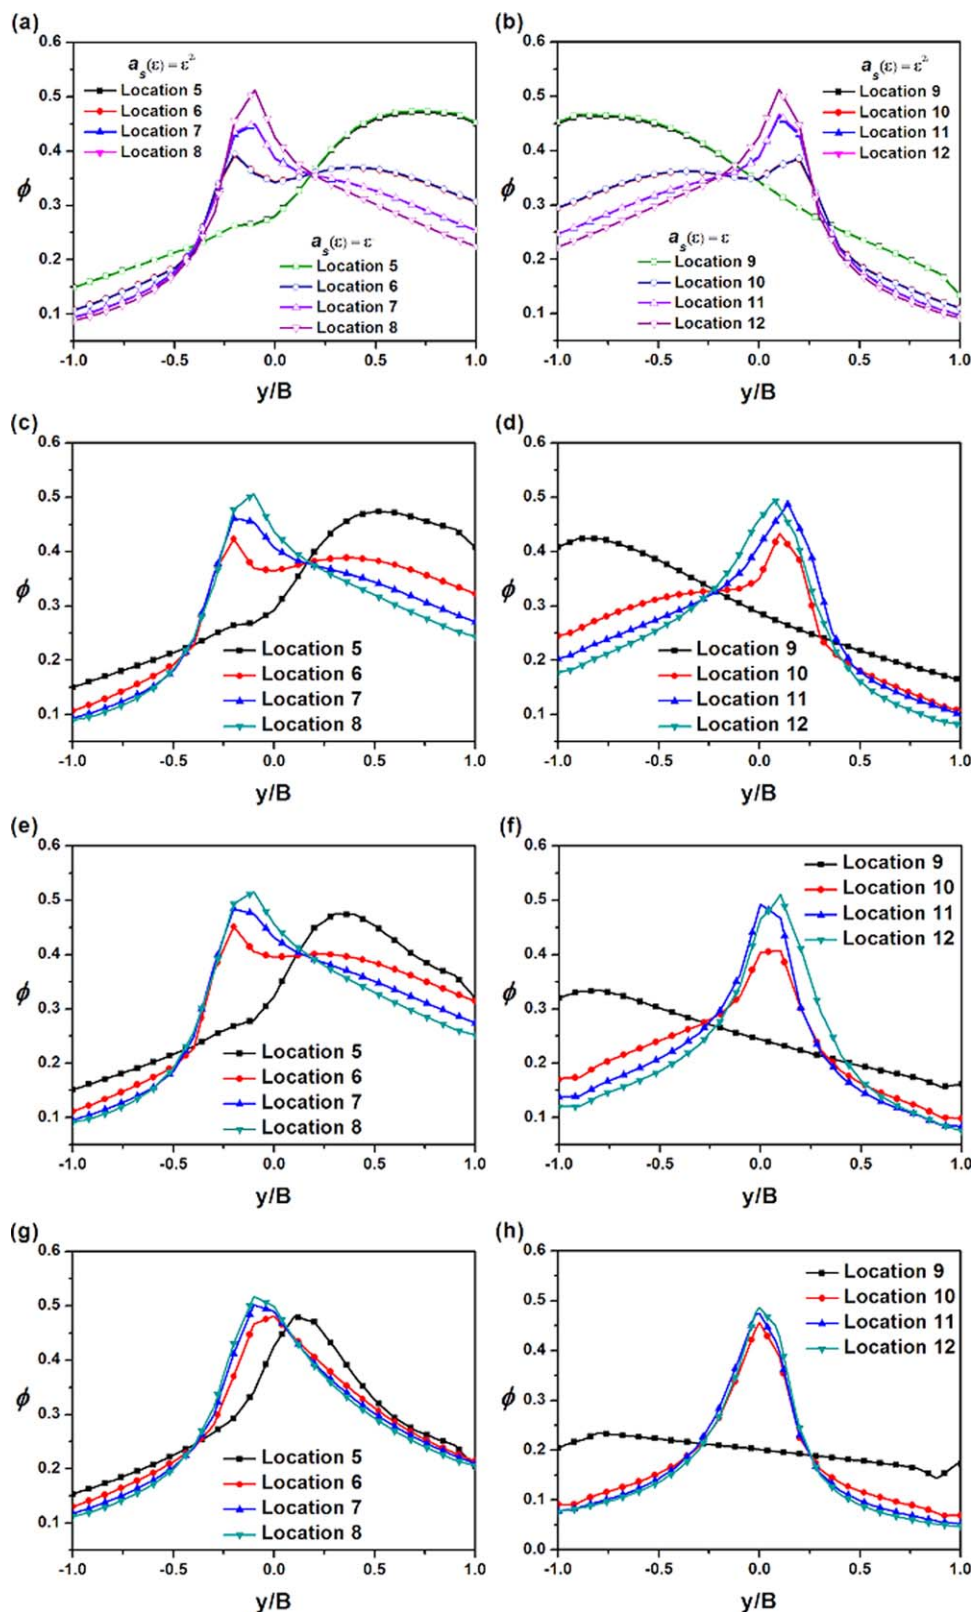 (a)
0.6
0.5
0.4
0.3
0.2
0.1
ϕ
a_s(ε) = ε²
Location 5
Location 6
Location 7
Location 8
a_s(ε) = ε
Location 5
Location 6
Location 7
Location 8
-1.0 -0.5 0.0 0.5 1.0
y/B
(b)
0.6
0.5
0.4
0.3
0.2
0.1
ϕ
a_s(ε) = ε²
Location 9
Location 10
Location 11
Location 12
a_s(ε) = ε
Location 9
Location 10
Location 11
Location 12
-1.0 -0.5 0.0 0.5 1.0
y/B
(c)
0.6
0.5
0.4
0.3
0.2
0.1
ϕ
Location 5
Location 6
Location 7
Location 8
-1.0 -0.5 0.0 0.5 1.0
y/B
(d)
0.6
0.5
0.4
0.3
0.2
0.1
ϕ
Location 9
Location 10
Location 11
Location 12
-1.0 -0.5 0.0 0.5 1.0
y/B
(e)
0.6
0.5
0.4
0.3
0.2
0.1
ϕ
Location 5
Location 6
Location 7
Location 8
-1.0 -0.5 0.0 0.5 1.0
y/B
(f)
0.6
0.5
0.4
0.3
0.2
0.1
ϕ
Location 9
Location 10
Location 11
Location 12
-1.0 -0.5 0.0 0.5 1.0
y/B
(g)
0.6
0.5
0.4
0.3
0.2
0.1
ϕ
Location 5
Location 6
Location 7
Location 8
-1.0 -0.5 0.0 0.5 1.0
y/B
(h)
0.6
0.5
0.4
0.3
0.2
0.1
0.0
ϕ
Location 9
Location 10
Location 11
Location 12
-1.0 -0.5 0.0 0.5 1.0
y/B